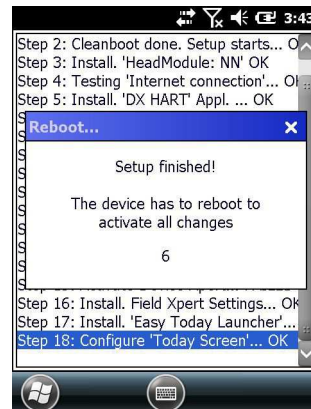 3:43
Step 2: Cleanboot done. Setup starts... O
Step 3: Install. 'HeadModule: NN' OK
Step 4: Testing 'Internet connection'... OK
Step 5: Install. 'DX HART' Appl. ... OK
Reboot...
Setup finished!
The device has to reboot to
activate all changes
6
Step 16: Install. Field Xpert Settings... OK
Step 17: Install. 'Easy Today Launcher'...
Step 18: Configure 'Today Screen'... OK